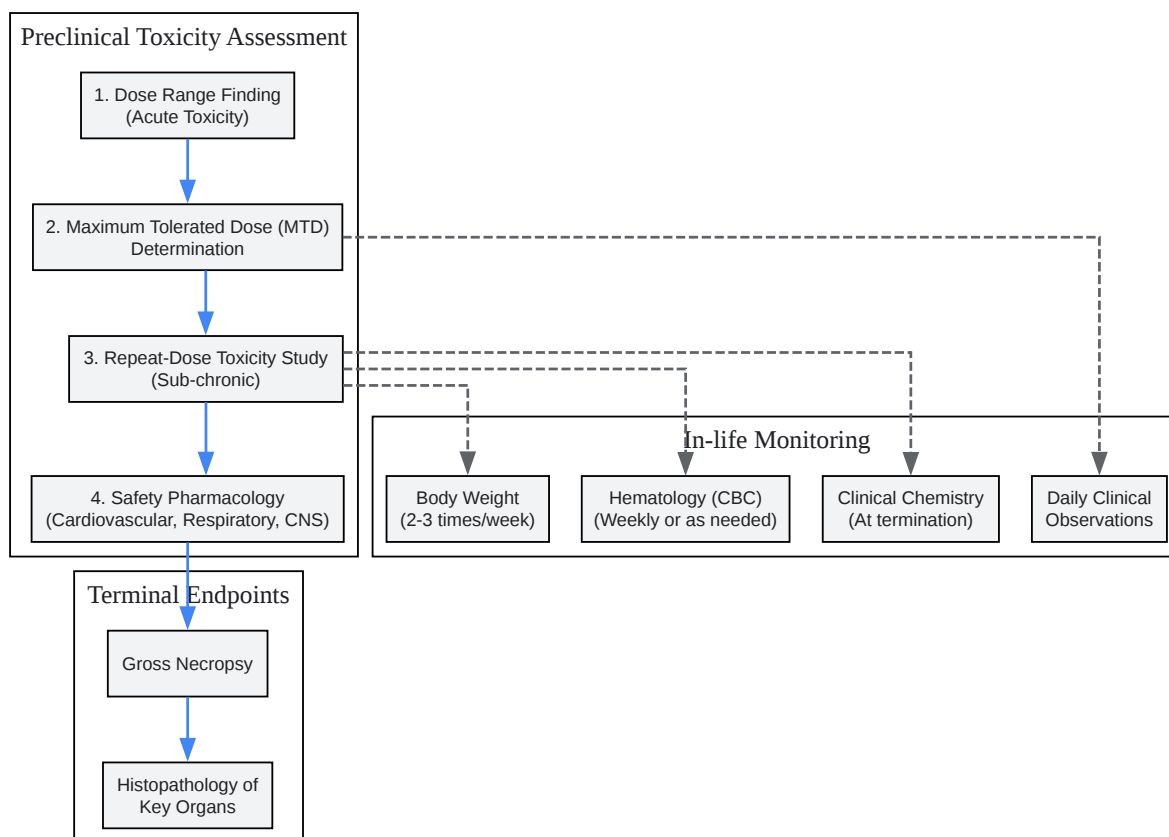 Preclinical Toxicity Assessment
1. Dose Range Finding
(Acute Toxicity)
2. Maximum Tolerated Dose (MTD)
Determination
3. Repeat-Dose Toxicity Study
(Sub-chronic)
4. Safety Pharmacology
(Cardiovascular, Respiratory, CNS)
In-life Monitoring
Body Weight
(2-3 times/week)
Hematology (CBC)
(Weekly or as needed)
Clinical Chemistry
(At termination)
Daily Clinical
Observations
Terminal Endpoints
Gross Necropsy
Histopathology of
Key Organs